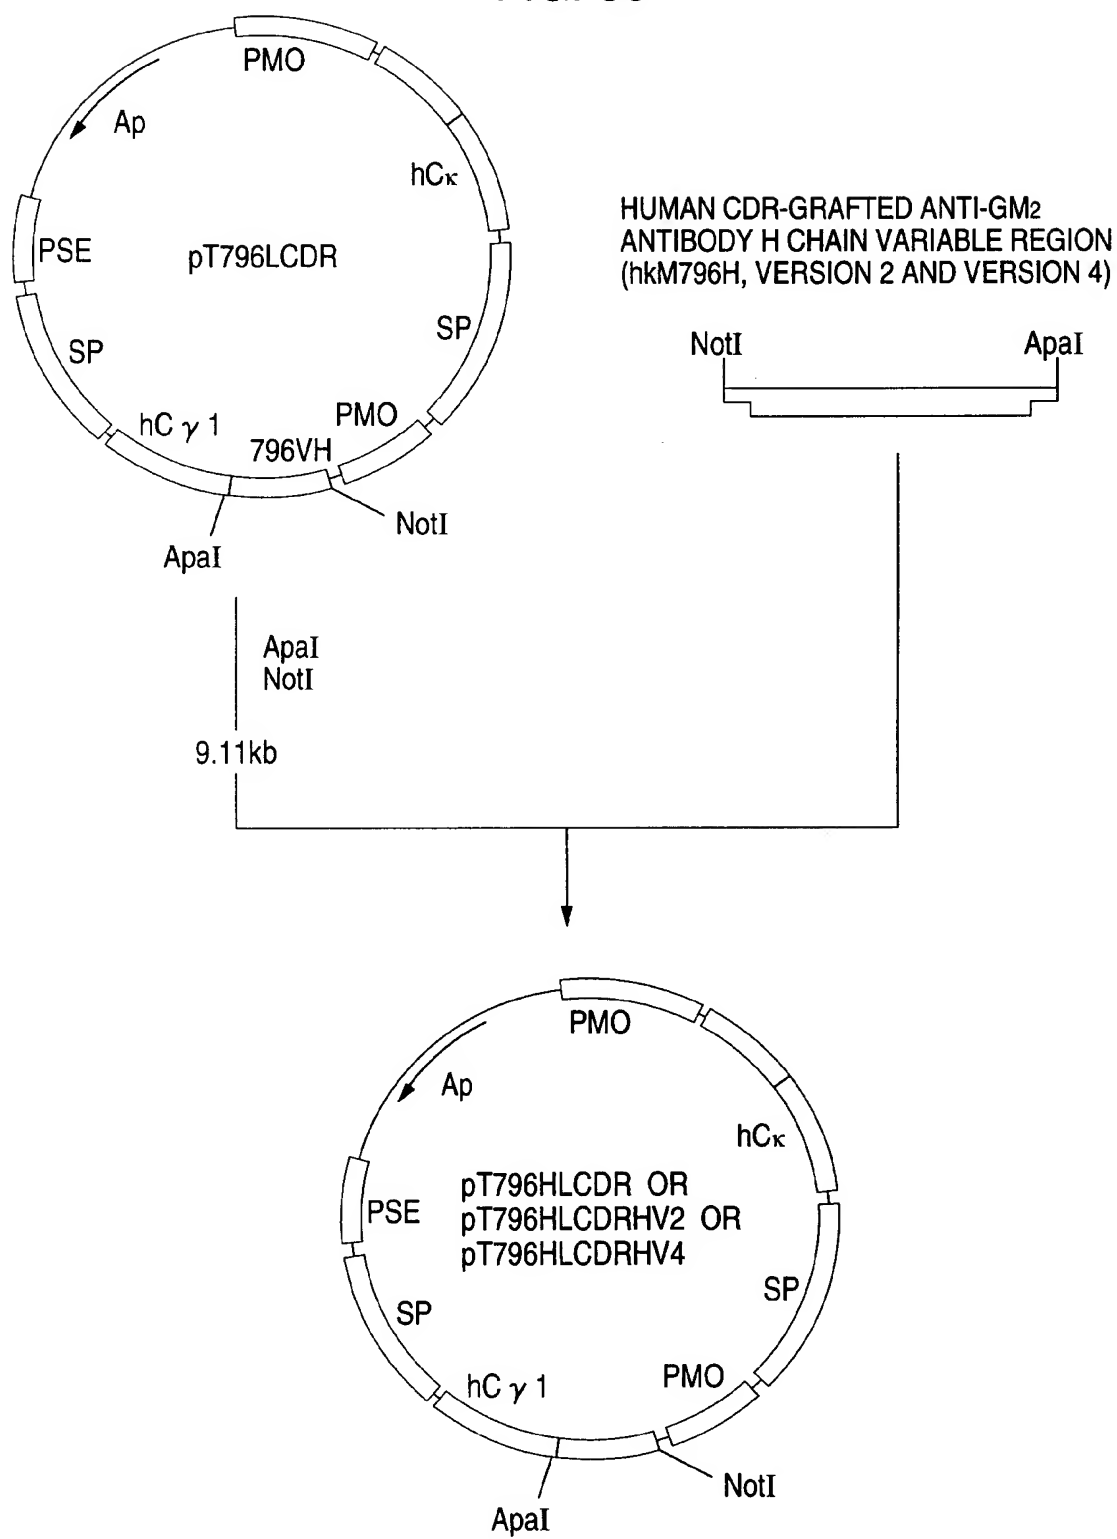 PMO
Ap
hCκ
PSE
pT796LCDR
SP
SP
PMO
hC γ 1
796VH
NotI
ApaI
HUMAN CDR-GRAFTED ANTI-GM2
ANTIBODY H CHAIN VARIABLE REGION
(hkM796H, VERSION 2 AND VERSION 4)
NotI
ApaI
ApaI
NotI
9.11kb
PMO
Ap
hCκ
PSE
pT796HLCDR OR
pT796HLCDRHV2 OR
pT796HLCDRHV4
SP
SP
PMO
hC γ 1
NotI
ApaI